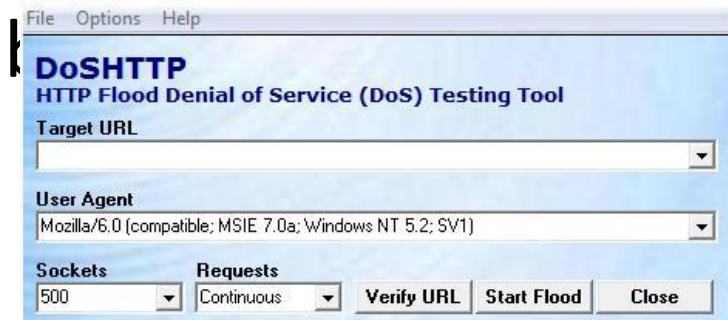 File Options Help
DoSHTTP
HTTP Flood Denial of Service (DoS) Testing Tool
Target URL
User Agent
Mozilla/6.0 (compatible; MSIE 7.0a; Windows NT 5.2; SV1)
Sockets Requests
500 Continuous Verify URL Start Flood Close